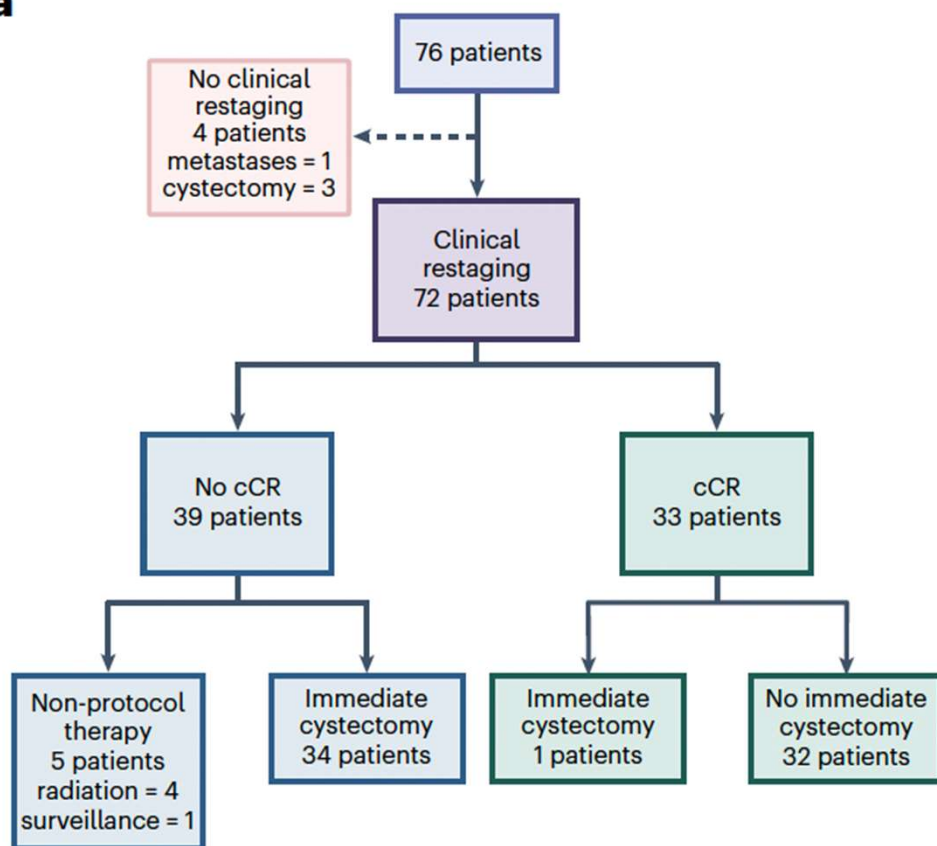 a
76 patients
No clinical
restaging
4 patients
metastases = 1
cystectomy = 3
Clinical
restaging
72 patients
No cCR
39 patients
cCR
33 patients
Non-protocol
therapy
5 patients
radiation = 4
surveillance = 1
Immediate
cystectomy
34 patients
Immediate
cystectomy
1 patients
No immediate
cystectomy
32 patients